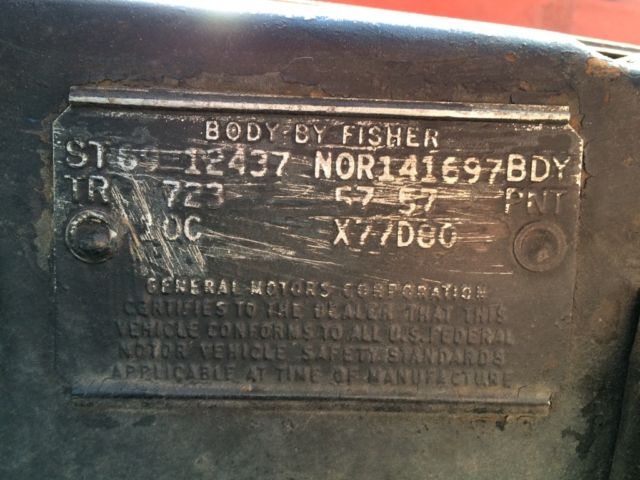 BODY BY FISHER
ST 69 12437 NOR141697 BDY
TR 723 57 57 PNT
10C X77D80
GENERAL MOTORS CORPORATION
CERTIFIES TO THE DEALER THAT THIS
VEHICLE CONFORMS TO ALL U.S. FEDERAL
MOTOR VEHICLE SAFETY STANDARDS
APPLICABLE AT TIME OF MANUFACTURE